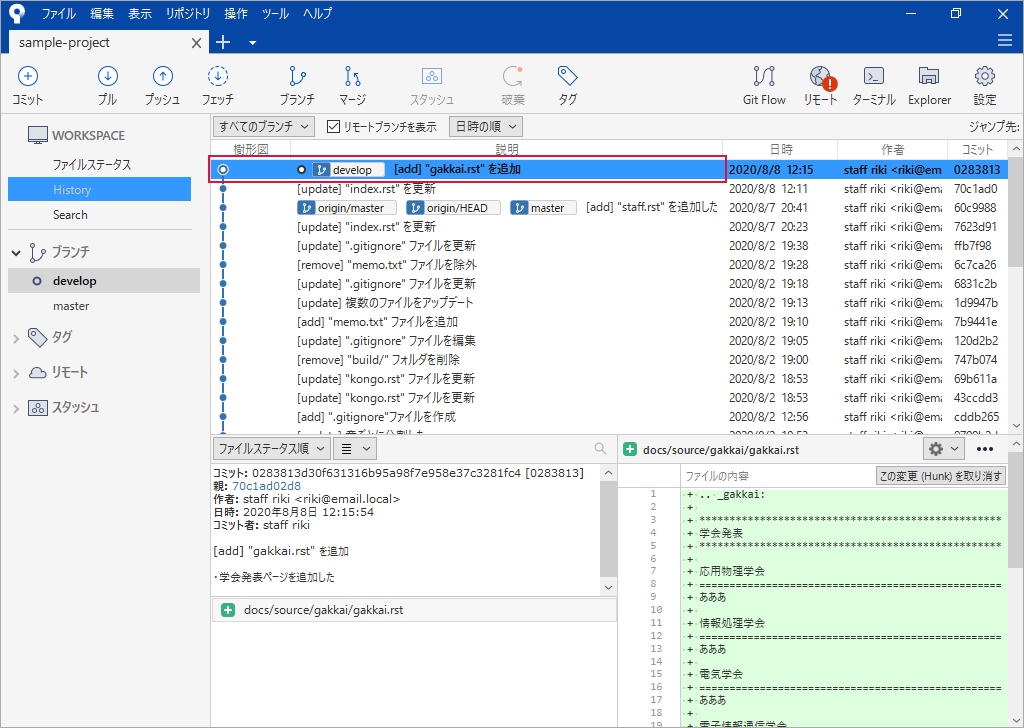 ファイル 編集 表示 リポジトリ 操作 ツール ヘルプ
sample-project
コミット プル プッシュ フェッチ ブランチ マージ スタッシュ 破棄 タグ Git Flow リモート ターミナル Explorer 設定
WORKSPACE
ファイルステータス
History
Search
ブランチ
develop
master
タグ
リモート
スタッシュ
すべてのブランチ リモートブランチを表示 日時の順 ジャンプ先:
樹形図 説明 日時 作者 コミット
develop [add] "gakkai.rst" を追加 2020/8/8 12:15 staff riki <riki@em 0283813
[update] "index.rst" を更新 2020/8/8 12:11 staff riki <riki@ema 70c1ad0
origin/master origin/HEAD master [add] "staff.rst" を追加した 2020/8/7 20:41 staff riki <riki@ema 60c9988
[update] "index.rst" を更新 2020/8/7 20:23 staff riki <riki@ema 7623d91
[update] ".gitignore" ファイルを更新 2020/8/2 19:38 staff riki <riki@ema ffb7f98
[remove] "memo.txt" ファイルを除外 2020/8/2 19:28 staff riki <riki@ema 6c7ca26
[update] ".gitignore" ファイルを更新 2020/8/2 19:18 staff riki <riki@ema 6831c2b
[update] 複数のファイルをアップデート 2020/8/2 19:13 staff riki <riki@ema 1d9947b
[add] "memo.txt" ファイルを追加 2020/8/2 19:10 staff riki <riki@ema 7b9441e
[update] ".gitignore" ファイルを編集 2020/8/2 19:05 staff riki <riki@ema 120d2b2
[remove] "build/" フォルダを削除 2020/8/2 19:00 staff riki <riki@ema 747b074
[update] "kongo.rst" ファイルを更新 2020/8/2 18:53 staff riki <riki@ema 69b611a
[update] "kongo.rst" ファイルを更新 2020/8/2 18:53 staff riki <riki@ema 43ccdd3
[add] ".gitignore"ファイルを作成 2020/8/2 12:56 staff riki <riki@ema cddb265
ファイルステータス順
コミット: 0283813d30f631316b95a98f7e958e37c3281fc4 [0283813]
親: 70c1ad02d8
作者: staff riki <riki@email.local>
日時: 2020年8月8日 12:15:54
コミット者: staff riki
[add] "gakkai.rst" を追加
・学会発表ページを追加した
docs/source/gakkai/gakkai.rst
docs/source/gakkai/gakkai.rst
ファイルの内容 この変更 (Hunk) を取り消す
1 + .. _gakkai:
2 +
3 + **************************************************
4 + 学会発表
5 + **************************************************
6 +
7 + 応用物理学会
8 + ==================================================
9 + あああ
10 +
11 + 情報処理学会
12 + ==================================================
13 + あああ
14 +
15 + 電気学会
16 + ==================================================
17 + あああ
18 +
19 + 電子情報通信学会